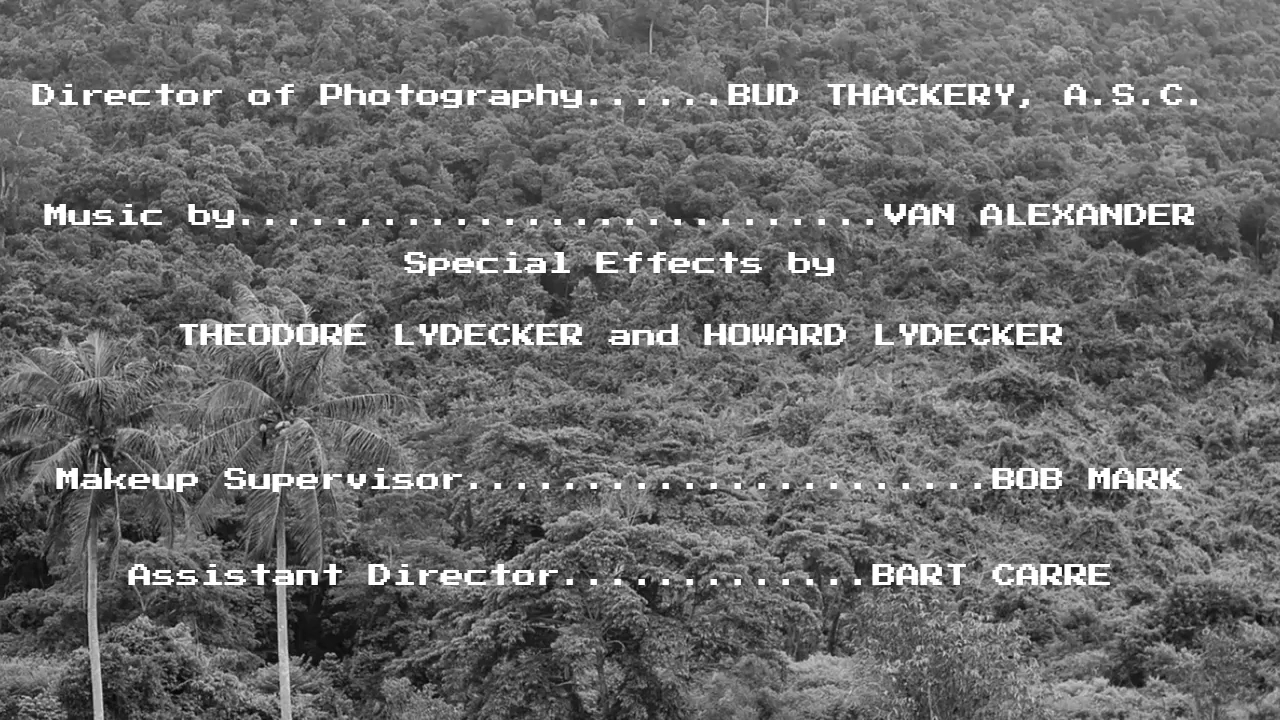 Director of Photography......BUD THACKERY, A.S.C.
Music by...........................VAN ALEXANDER
Special Effects by
THEODORE LYDECKER and HOWARD LYDECKER
Makeup Supervisor......................BOB MARK
Assistant Director.............BART CARRE